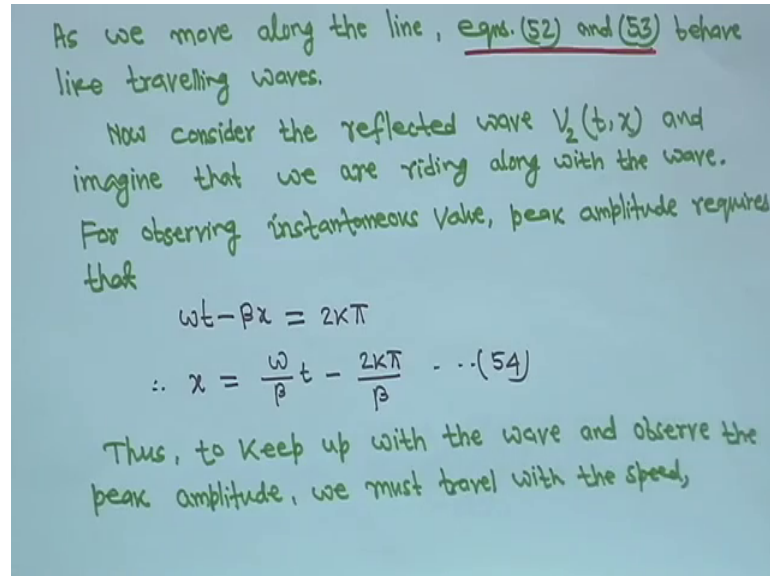 As we move along the line, eqns. (52) and (53) behave
like travelling waves.
Now consider the reflected wave V₂(t,x) and
imagine that we are riding along with the wave.
For observing instantaneous value, peak amplitude requires
that
ωt-βx = 2Kπ
∴ x = ω/β t - 2Kπ/β - ..(54)
Thus, to keep up with the wave and observe the
peak amplitude, we must travel with the speed,